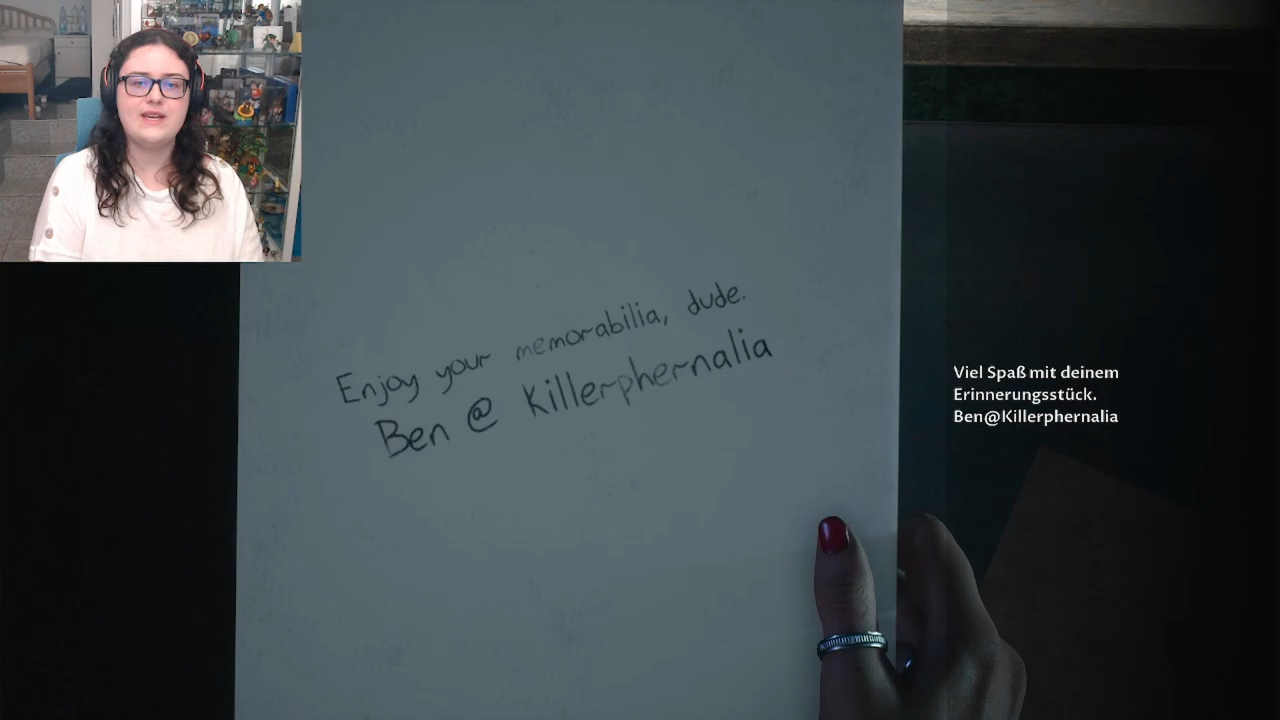 Enjoy your memorabilia, dude.
Ben @ Killerphernalia
Viel Spaß mit deinem
Erinnerungsstück.
Ben@Killerphernalia